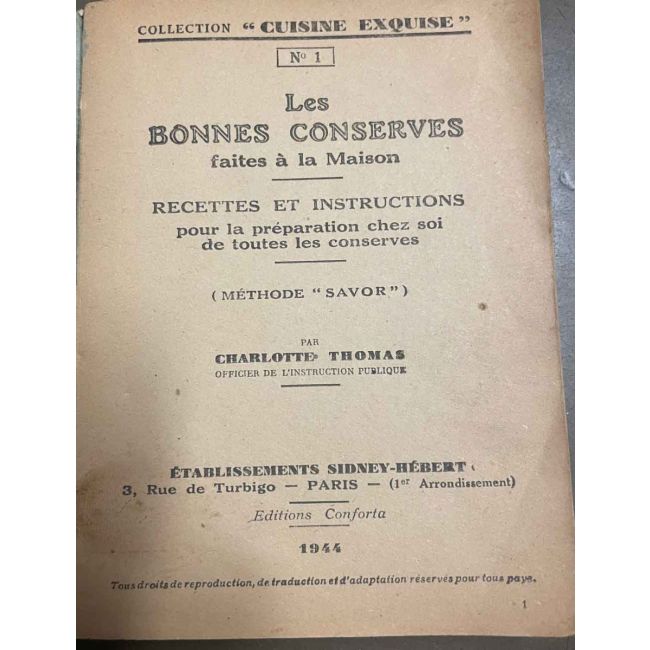 COLLECTION “CUISINE EXQUISE”
No 1
Les
BONNES CONSERVES
faites à la Maison
RECETTES ET INSTRUCTIONS
pour la préparation chez soi
de toutes les conserves
( MÉTHODE “SAVOR” )
PAR
CHARLOTTE THOMAS
OFFICIER DE L'INSTRUCTION PUBLIQUE
ÉTABLISSEMENTS SIDNEY-HÉBERT
3, Rue de Turbigo — PARIS — (1er Arrondissement)
Editions Conforta
1944
Tous droits de reproduction, de traduction et d'adaptation réservés pour tous pays.
1